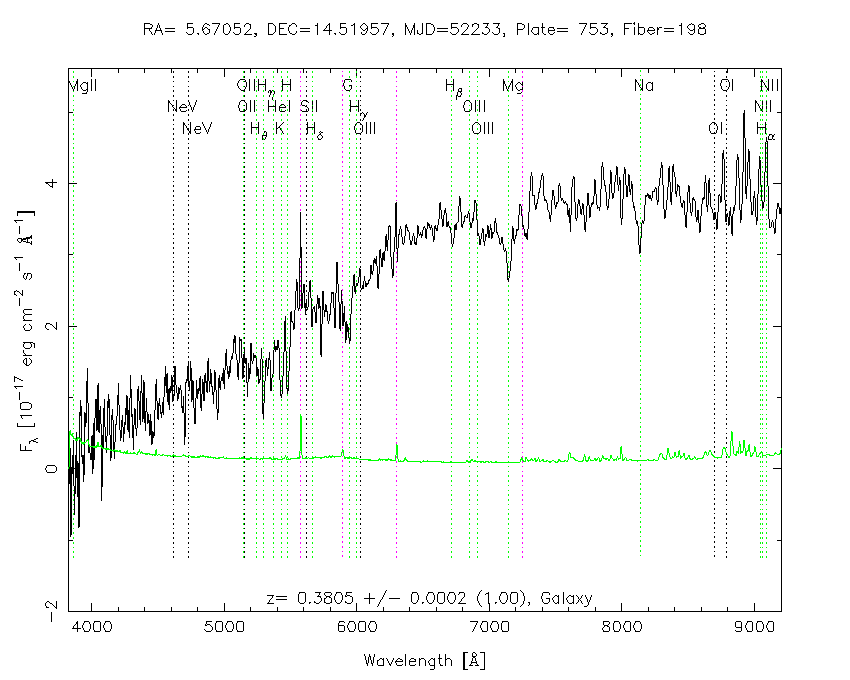 RA= 5.67052, DEC=14.51957, MJD=52233, Plate= 753, Fiber=198
MgII OII Hη H G Hβ Mg Na OI NII
NeV OII HeI SII Hγ OIII NII
NeV Hθ K Hδ OIII OIII OI Hα
4
2
0
−2
Fλ [10−17 erg cm−2 s−1 Å−1]
z= 0.3805 +/− 0.0002 (1.00), Galaxy
4000 5000 6000 7000 8000 9000
Wavelength [Å]